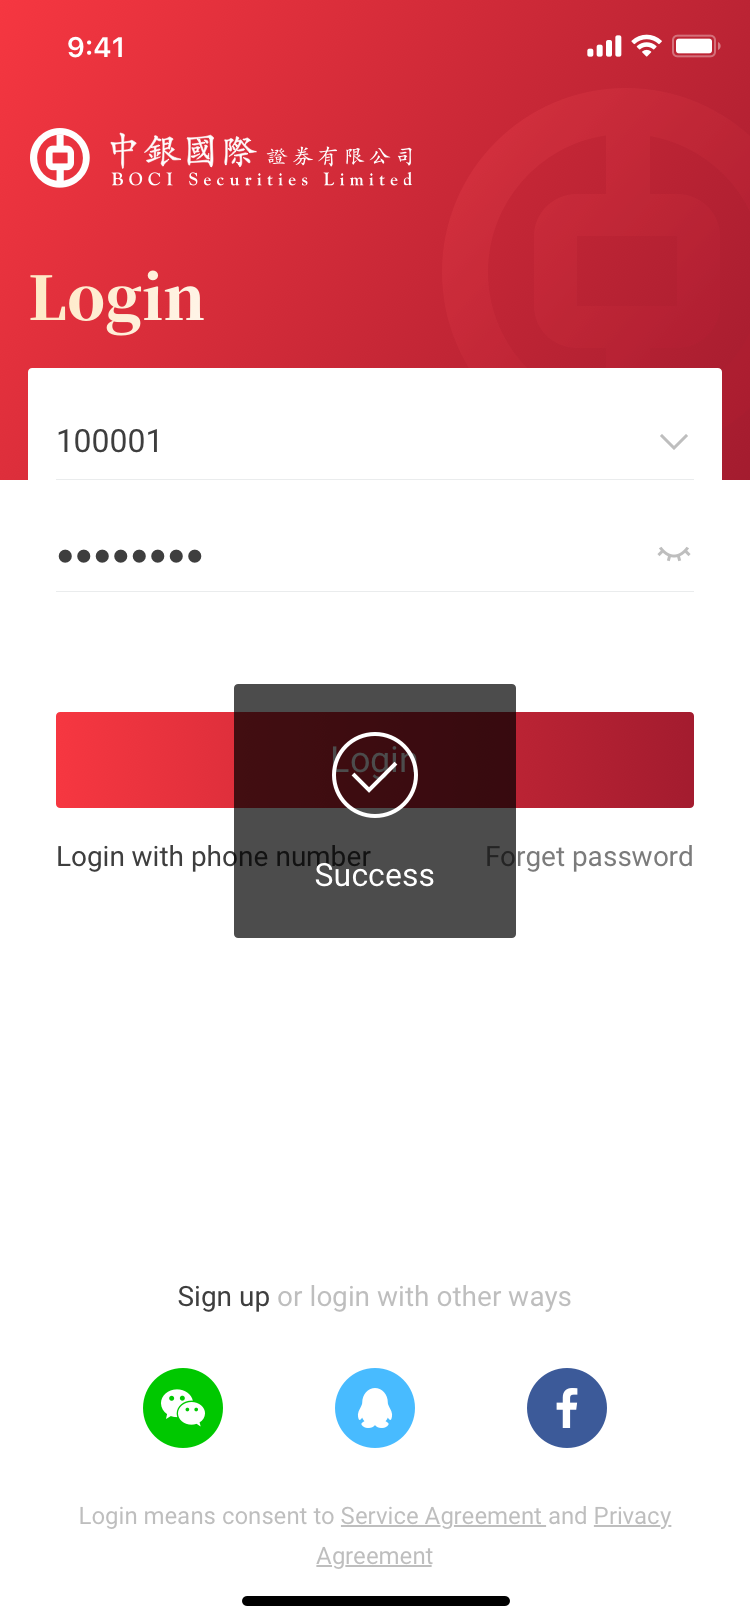 9:41
中銀國際 證券有限公司
BOCI Securities Limited
Login
100001
Login
Login with phone number
Forget password
Success
Sign up or login with other ways
Login means consent to Service Agreement and Privacy
Agreement